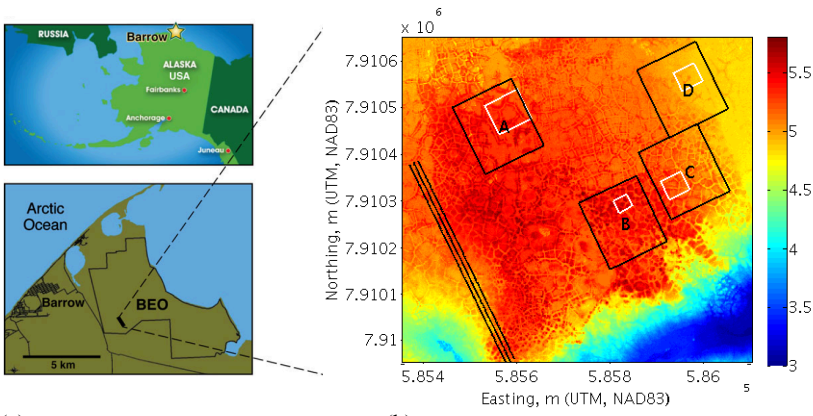 RUSSIA
Barrow
ALASKA
USA
Fairbanks
CANADA
Anchorage
Juneau
Arctic
Ocean
Barrow
BEO
5 km
x 10
6
7.9106
7.9105
7.9104
7.9103
7.9102
7.9101
7.91
Northing, m (UTM, NAD83)
A
B
C
D
5.854
5.856
5.858
5.86
5
Easting, m (UTM, NAD83)
5.5
5
4.5
4
3.5
3